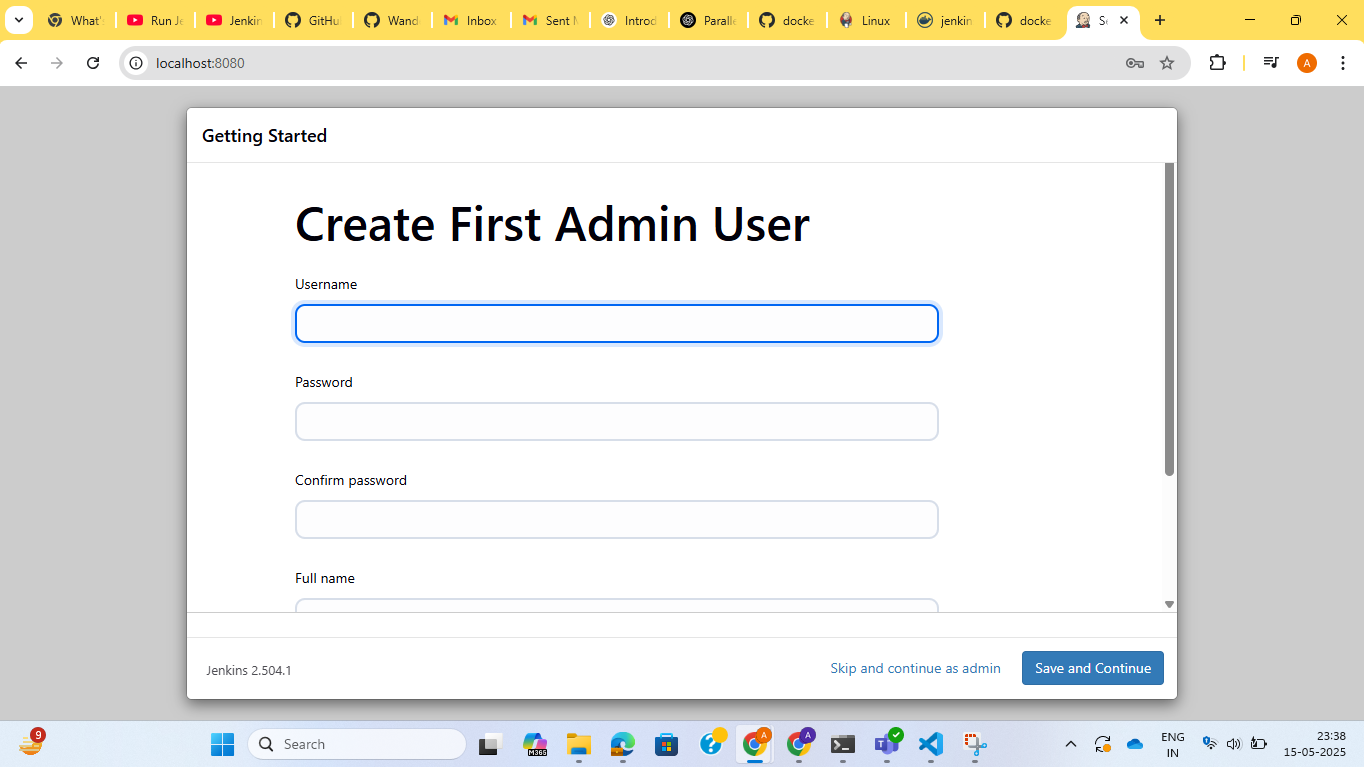 What's
Run Je
Jenkin
GitHu
Wand
Inbox
Sent M
Introd
Paralle
docke
Linux
jenkin
docke
Se
localhost:8080
A
Getting Started
Create First Admin User
Username
Password
Confirm password
Full name
Jenkins 2.504.1
Skip and continue as admin
Save and Continue
9
Search
M365
A
A
ENG
IN
23:38
15-05-2025